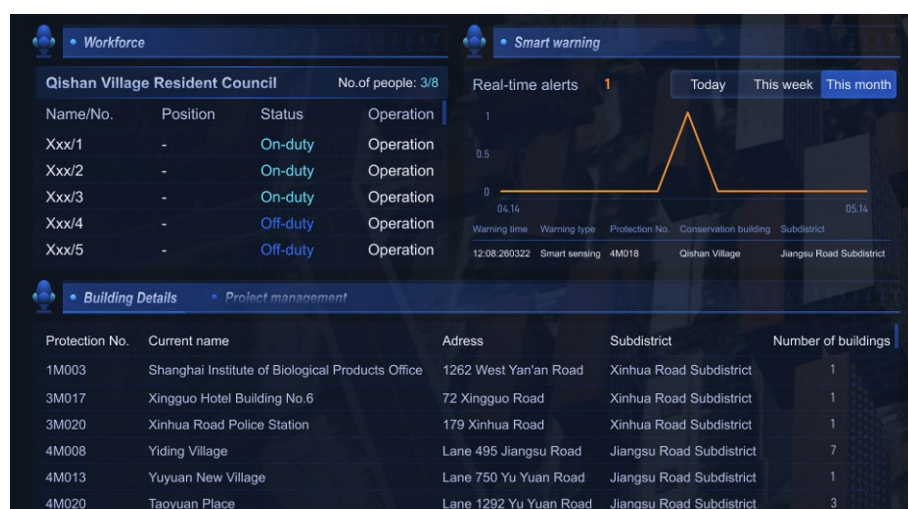 Workforce
Qishan Village Resident Council No.of people: 3/8
Name/No. Position Status Operation
Xxx/1 - On-duty Operation
Xxx/2 - On-duty Operation
Xxx/3 - On-duty Operation
Xxx/4 - Off-duty Operation
Xxx/5 - Off-duty Operation
Smart warning
Real-time alerts 1 Today This week This month
1
0.5
0
04.14 05.14
Warning time Warning type Protection No. Conservation building Subdistrict
12:08:260322 Smart sensing 4M018 Qishan Village Jiangsu Road Subdistrict
Building Details Project management
Protection No. Current name Adress Subdistrict Number of buildings
1M003 Shanghai Institute of Biological Products Office 1262 West Yan'an Road Xinhua Road Subdistrict 1
3M017 Xingguo Hotel Building No.6 72 Xingguo Road Xinhua Road Subdistrict 1
3M020 Xinhua Road Police Station 179 Xinhua Road Xinhua Road Subdistrict 1
4M008 Yiding Village Lane 495 Jiangsu Road Jiangsu Road Subdistrict 7
4M013 Yuyuan New Village Lane 750 Yu Yuan Road Jiangsu Road Subdistrict 1
4M020 Taoyuan Place Lane 1292 Yu Yuan Road Jiangsu Road Subdistrict 3